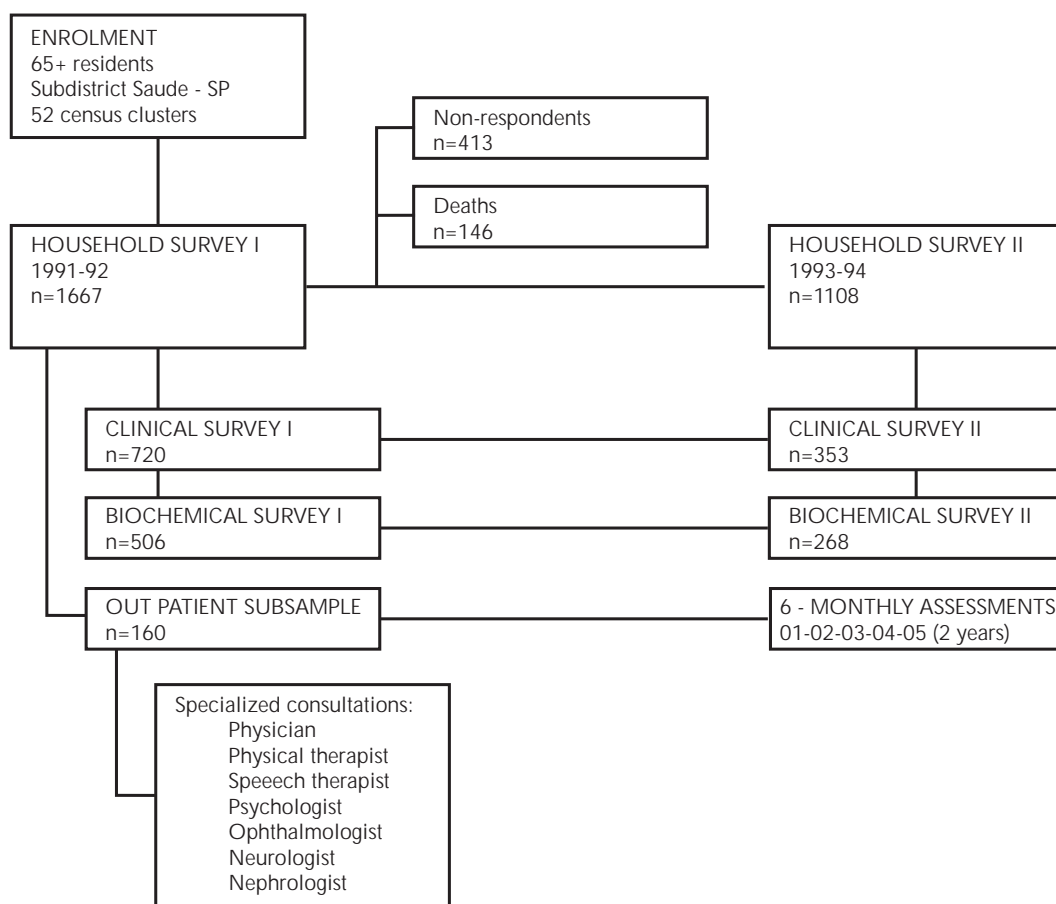 ENROLMENT
65+ residents
Subdistrict Saude - SP
52 census clusters
Non-respondents
n=413
Deaths
n=146
HOUSEHOLD SURVEY I
1991-92
n=1667
HOUSEHOLD SURVEY II
1993-94
n=1108
CLINICAL SURVEY I
n=720
CLINICAL SURVEY II
n=353
BIOCHEMICAL SURVEY I
n=506
BIOCHEMICAL SURVEY II
n=268
OUT PATIENT SUBSAMPLE
n=160
6 - MONTHLY ASSESSMENTS
01-02-03-04-05 (2 years)
Specialized consultations:
Physician
Physical therapist
Speeech therapist
Psychologist
Ophthalmologist
Neurologist
Nephrologist